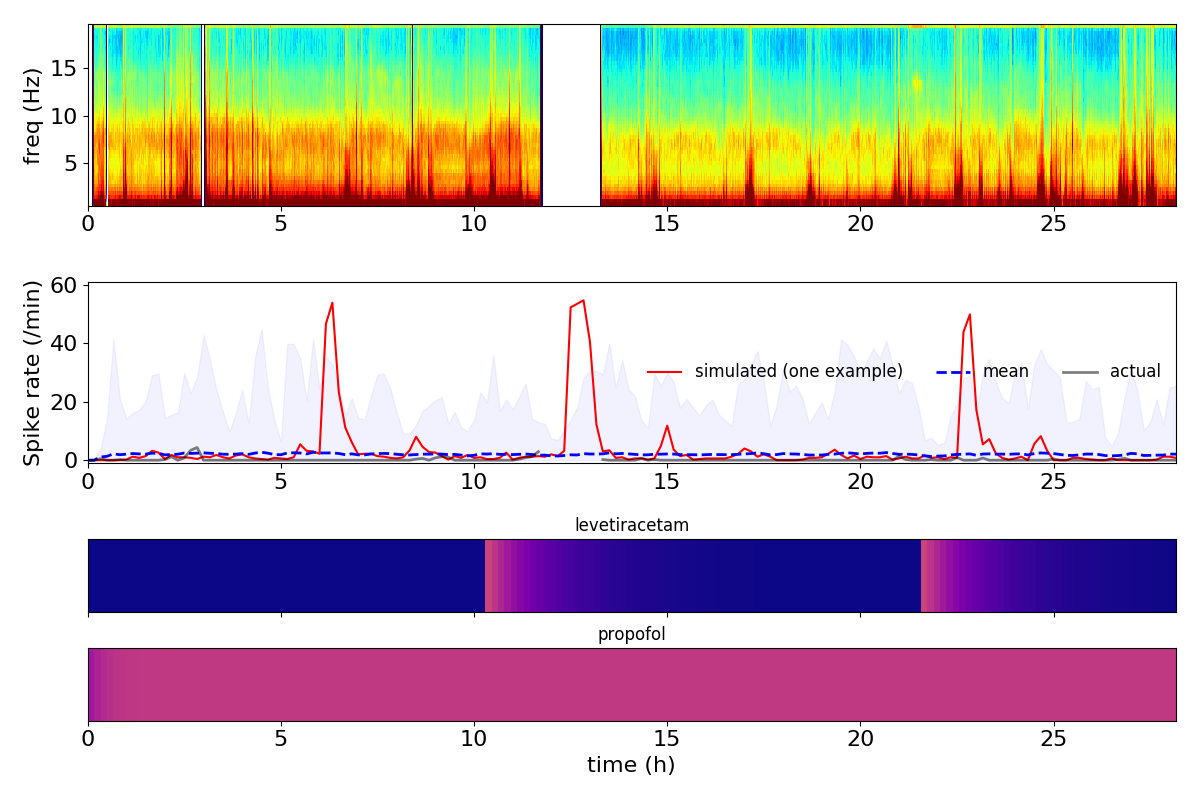 freq (Hz)
15
10
5
0 5 10 15 20 25
Spike rate (/min)
60
40
20
0
simulated (one example) mean actual
0 5 10 15 20 25
levetiracetam
propofol
0 5 10 15 20 25
time (h)